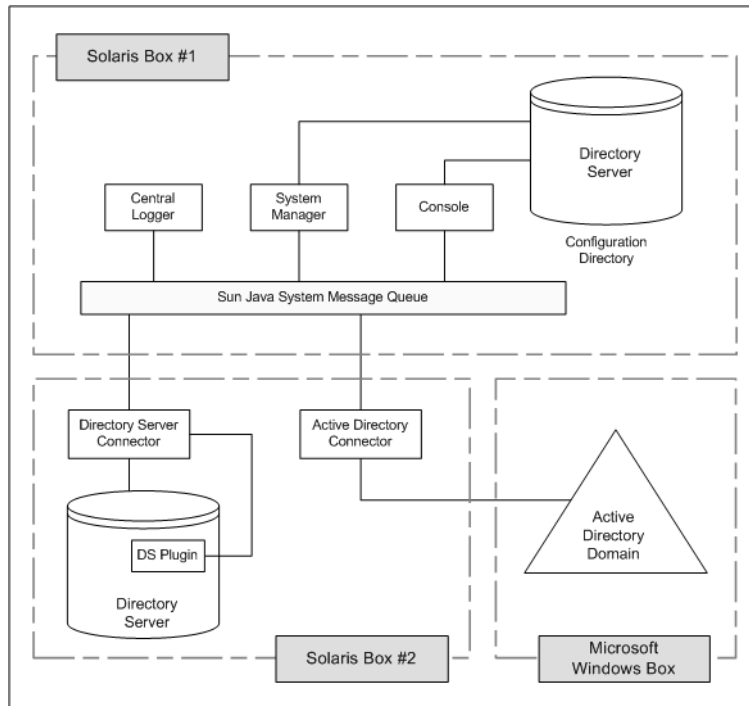 Solaris Box #1
Directory
Server
Central
Logger
System
Manager
Console
Configuration
Directory
Sun Java System Message Queue
Directory Server
Connector
Active Directory
Connector
DS Plugin
Directory
Server
Active
Directory
Domain
Solaris Box #2
Microsoft
Windows Box